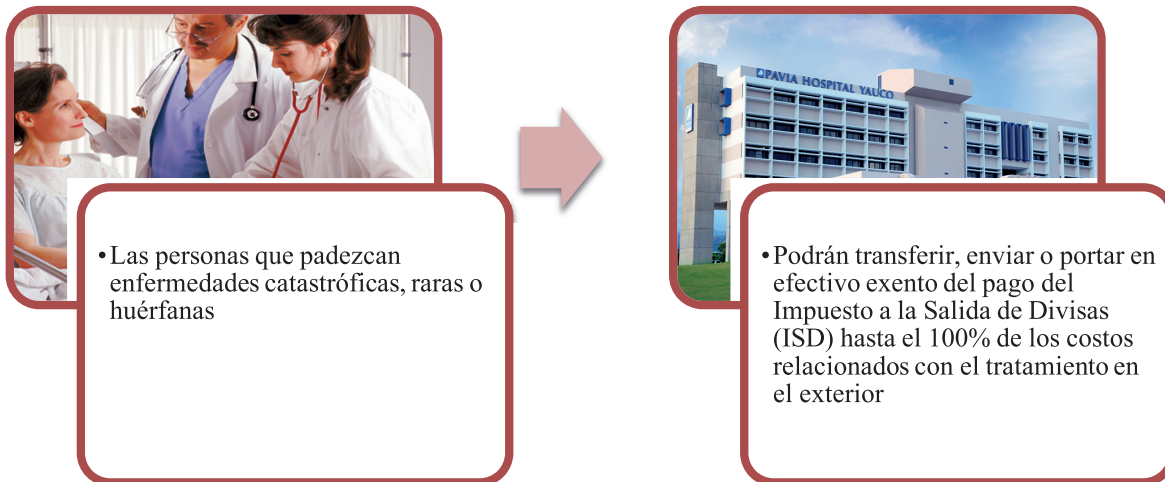 PAVIA HOSPITAL YAUCO
•Las personas que padezcan
enfermedades catastróficas, raras o
huérfanas
•Podrán transferir, enviar o portar en
efectivo exento del pago del
Impuesto a la Salida de Divisas
(ISD) hasta el 100% de los costos
relacionados con el tratamiento en
el exterior